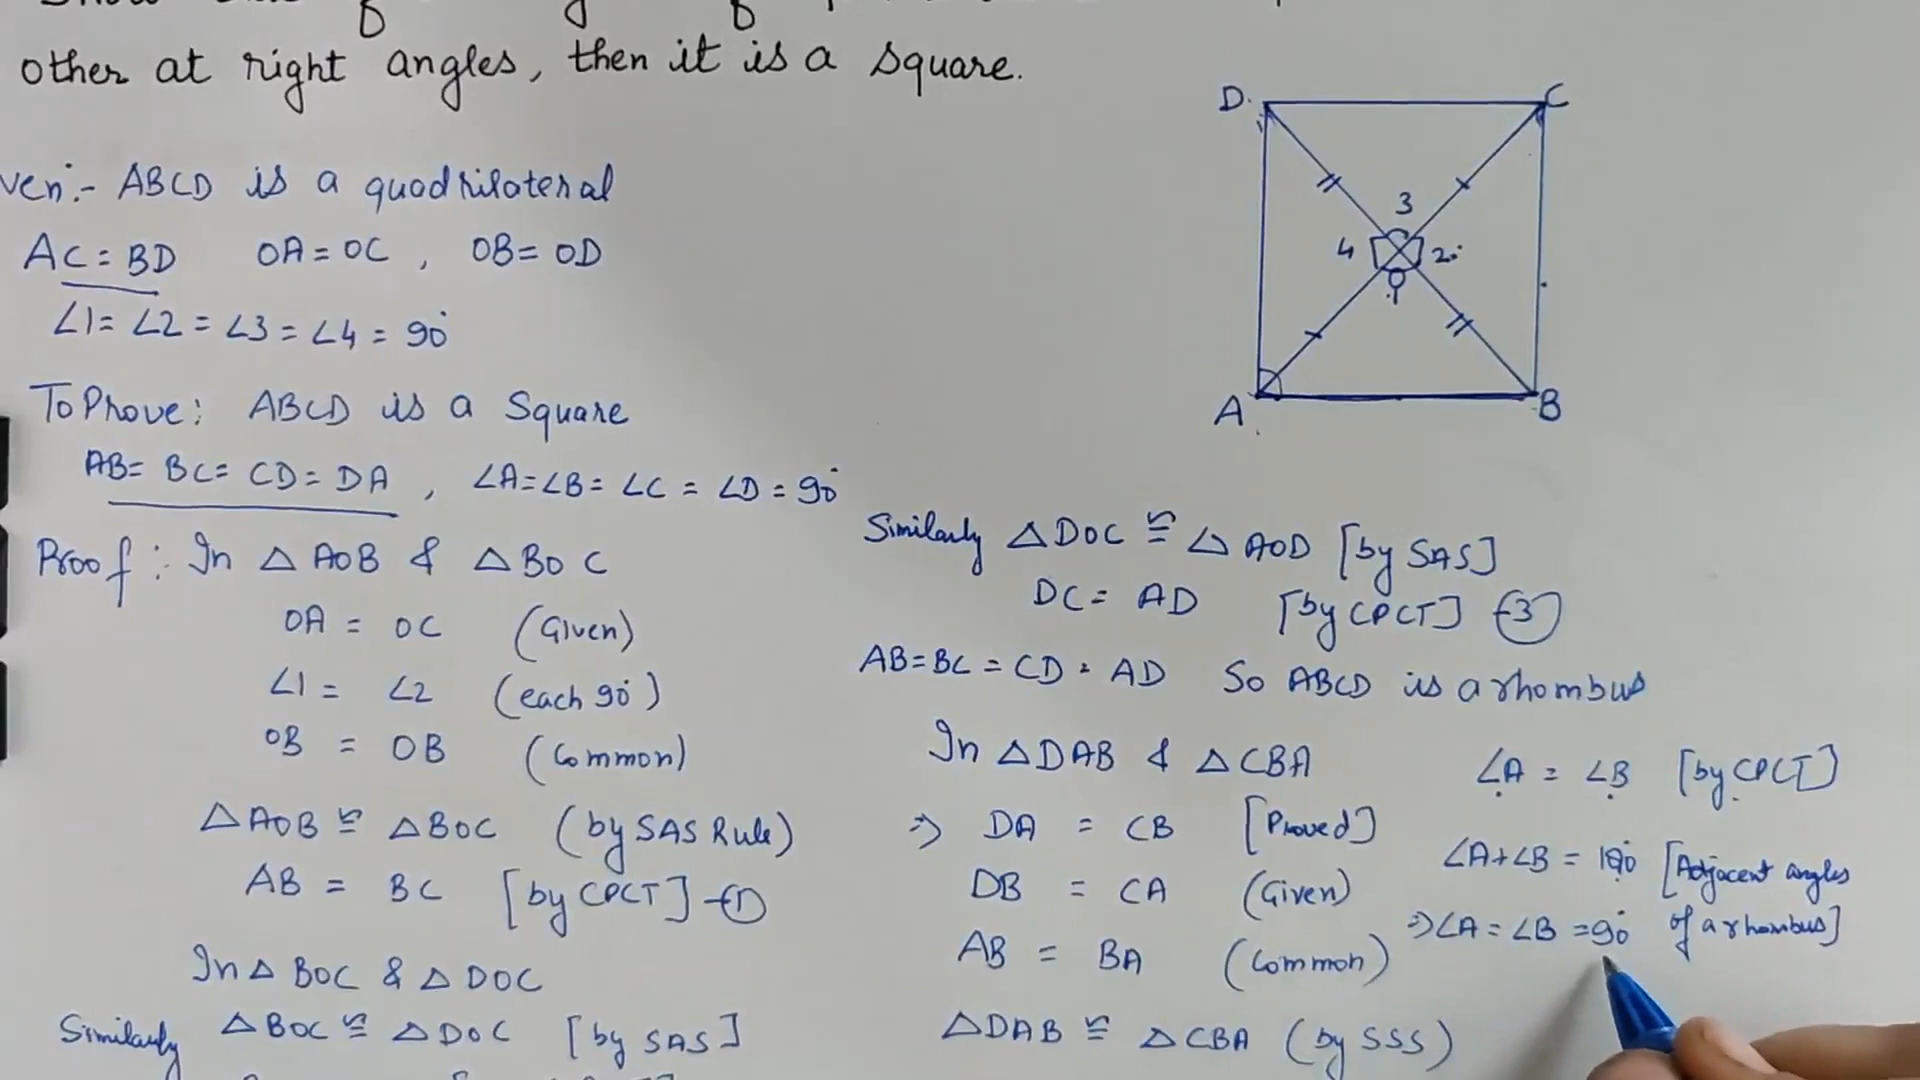 other at right angles, then it is a square.
D C
3
4 2
O
1
A B
ven:- ABCD is a quadrilateral
AC = BD OA = OC , OB = OD
∠1 = ∠2 = ∠3 = ∠4 = 90°
To Prove: ABCD is a Square
AB = BC = CD = DA , ∠A = ∠B = ∠C = ∠D = 90°
Proof: In △ AOB & △ BOC
OA = OC (Given)
∠1 = ∠2 (each 90°)
OB = OB (Common)
△AOB ≅ △BOC (by SAS Rule)
AB = BC [by CPCT] -①
In △ BOC & △ DOC
Similarly △BOC ≅ △DOC [by SAS]
Similarly △DOC ≅ △AOD [by SAS]
DC = AD [by CPCT] -③
AB = BC = CD = AD So ABCD is a rhombus
In △DAB & △CBA
⇒ DA = CB [Proved]
DB = CA (Given)
AB = BA (Common)
△DAB ≅ △CBA (by SSS)
∠A = ∠B [by CPCT]
∠A+∠B = 180 [Adjacent angles
⇒∠A = ∠B = 90° of a rhombus]